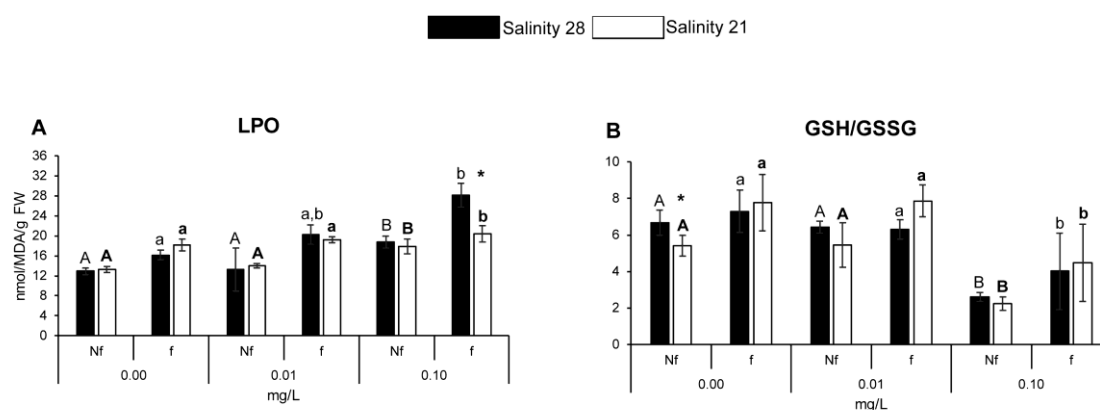 Salinity 28 Salinity 21
A LPO
nmol/MDA/g FW
36
32
28
24
20
16
12
8
4
0
A A a a A A a,b a B B b * b
Nf f Nf f Nf f
0.00 0.01 0.10
mg/L
B GSH/GSSG
10
8
6
4
2
0
A * A a a A A a a B B b b
Nf f Nf f Nf f
0.00 0.01 0.10
mg/L